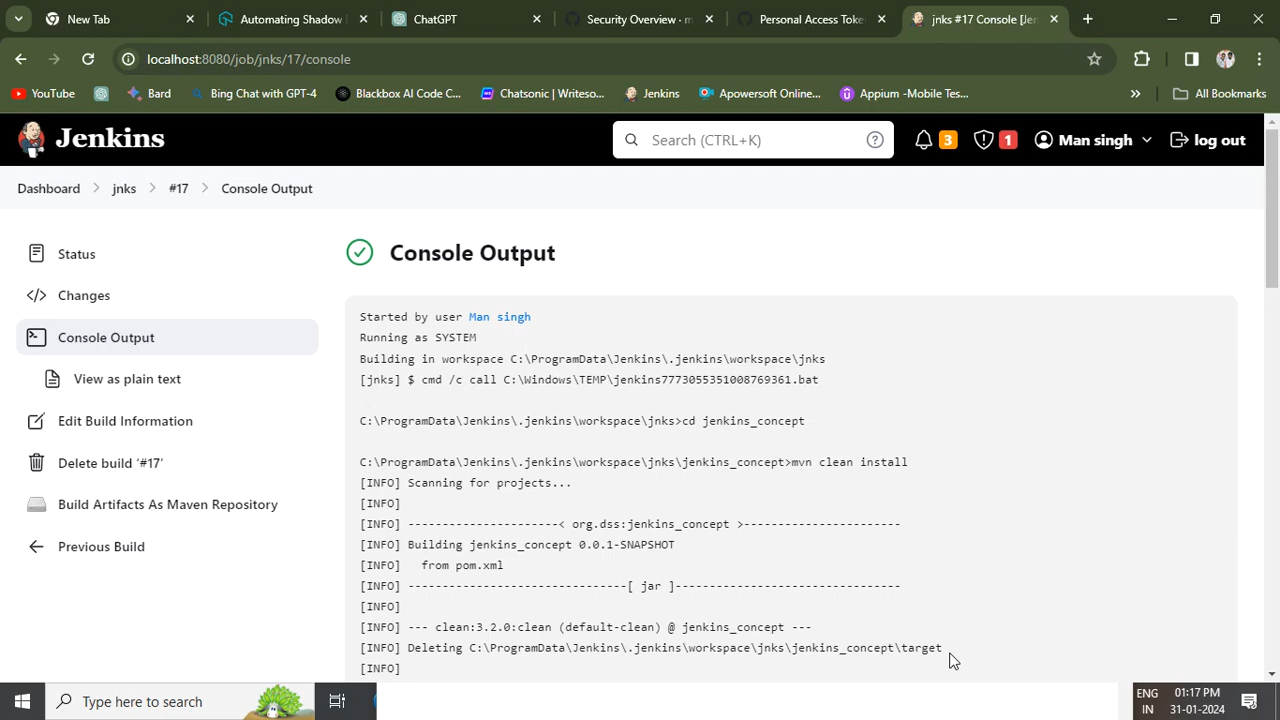 New Tab
Automating Shadow
ChatGPT
Security Overview · m
Personal Access Toke
jnks #17 Console [Jen
localhost:8080/job/jnks/17/console
YouTube
Bard
Bing Chat with GPT-4
Blackbox AI Code C...
Chatsonic | Writeso...
Jenkins
Apowersoft Online...
Appium -Mobile Tes...
All Bookmarks
Jenkins
Search (CTRL+K)
3
1
Man singh
log out
Dashboard
jnks
#17
Console Output
Status
Changes
Console Output
View as plain text
Edit Build Information
Delete build ‘#17’
Build Artifacts As Maven Repository
Previous Build
Console Output
Started by user Man singh
Running as SYSTEM
Building in workspace C:\ProgramData\Jenkins\.jenkins\workspace\jnks
[jnks] $ cmd /c call C:\Windows\TEMP\jenkins7773055351008769361.bat
C:\ProgramData\Jenkins\.jenkins\workspace\jnks>cd jenkins_concept
C:\ProgramData\Jenkins\.jenkins\workspace\jnks\jenkins_concept>mvn clean install
[INFO] Scanning for projects...
[INFO]
[INFO] ----------------------< org.dss:jenkins_concept >-----------------------
[INFO] Building jenkins_concept 0.0.1-SNAPSHOT
[INFO]   from pom.xml
[INFO] --------------------------------[ jar ]---------------------------------
[INFO]
[INFO] --- clean:3.2.0:clean (default-clean) @ jenkins_concept ---
[INFO] Deleting C:\ProgramData\Jenkins\.jenkins\workspace\jnks\jenkins_concept\target
[INFO]
Type here to search
ENG
IN
01:17 PM
31-01-2024